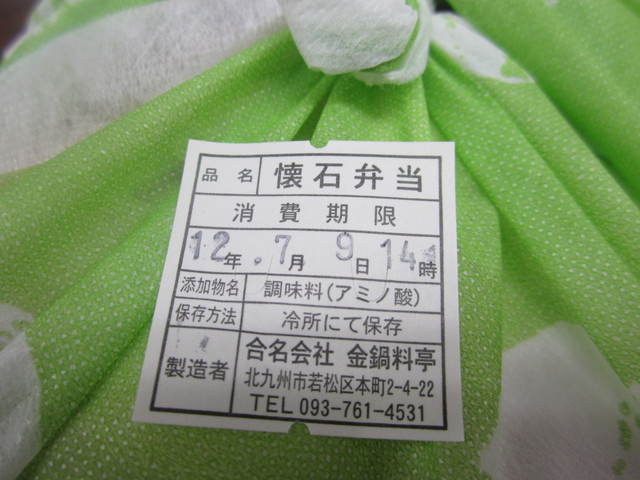 品名 懐石弁当
消費期限
12年.7月9日14時
添加物名 調味料(アミノ酸)
保存方法 冷所にて保存
製造者 合名会社 金鍋料亭
北九州市若松区本町2-4-22
TEL 093-761-4531